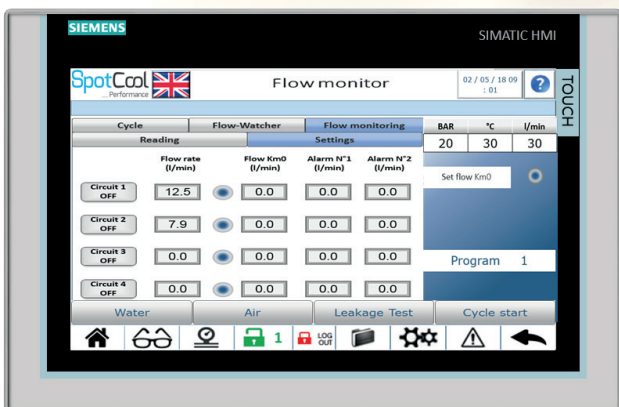 SIEMENS
SIMATIC HMI
TOUCH
SpotCool
...Performance
Flow monitor
02 / 05 / 18 09
: 01
?
Cycle Flow-Watcher Flow monitoring BAR °C l/min
Reading Settings 20 30 30
Flow rate Flow Km0 Alarm N°1 Alarm N°2
(l/min) (l/min) (l/min) (l/min)
Set flow Km0
Circuit 1
OFF
12.5 0.0 0.0 0.0
Circuit 2
OFF
7.9 0.0 0.0 0.0
Circuit 3
OFF
0.0 0.0 0.0 0.0
Program 1
Circuit 4
OFF
0.0 0.0 0.0 0.0
Water Air Leakage Test Cycle start
1
LOG
OUT